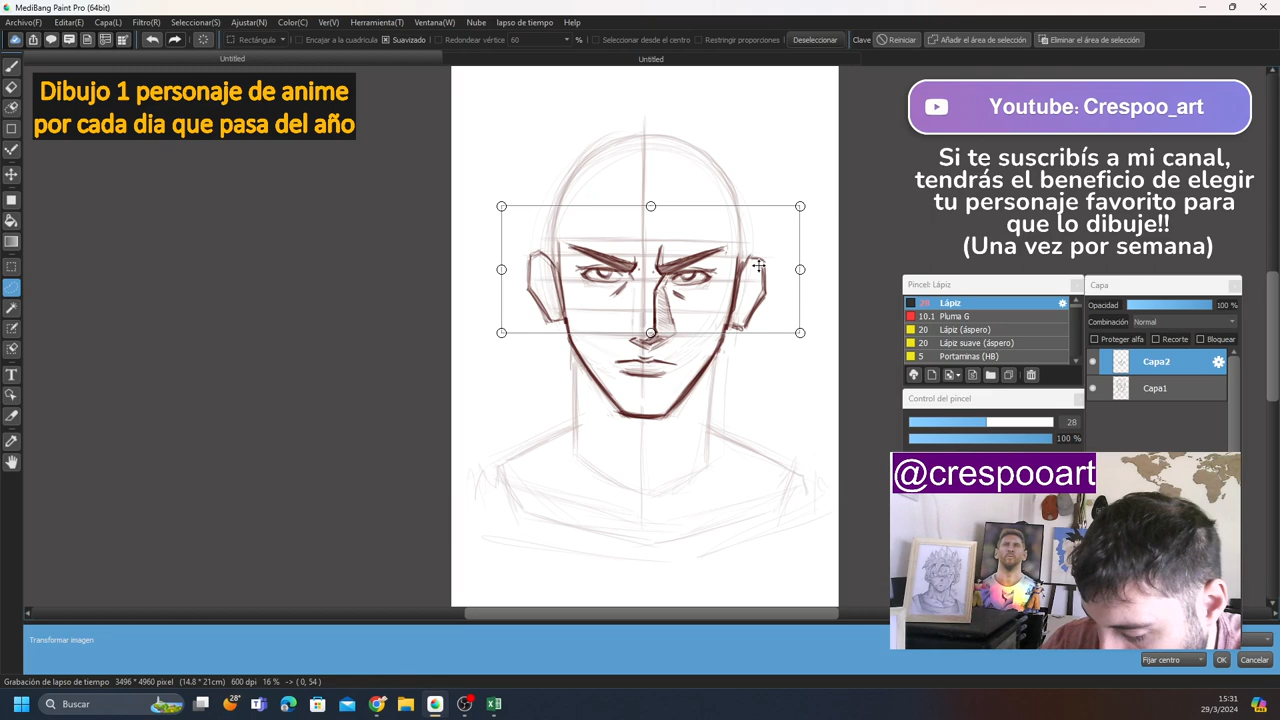 MediBang Paint Pro (64bit)
Archivo(F) Editar(E) Capa(L) Filtro(R) Seleccionar(S) Ajustar(N) Color(C) Ver(V) Herramienta(T) Ventana(W) Nube lapso de tiempo Help
Rectángulo Encajar a la cuadrícula Suavizado Redondear vértice 60 % Seleccionar desde el centro Restringir proporciones Deseleccionar Clave Reiniciar Añadir el área de selección Eliminar el área de selección
Untitled Untitled
Dibujo 1 personaje de anime
por cada dia que pasa del año
Youtube: Crespoo_art
Si te suscribís a mi canal,
tendrás el beneficio de elegir
tu personaje favorito para
que lo dibuje!!
(Una vez por semana)
Pincel: Lápiz
28 Lápiz
10.1 Pluma G
20 Lápiz (áspero)
20 Lápiz suave (áspero)
5 Portaminas (HB)
Control del pincel
28
100 %
Capa
Opacidad 100 %
Combinación Normal
Proteger alfa Recorte Bloquear
Capa2
Capa1
@crespooart
Transformar imagen
Fijar centro OK Cancelar
Grabación de lapso de tiempo 3496 * 4960 pixel (14.8 * 21cm) 600 dpi 16 % -> ( 0, 54 )
Buscar
28°
15:31
29/3/2024